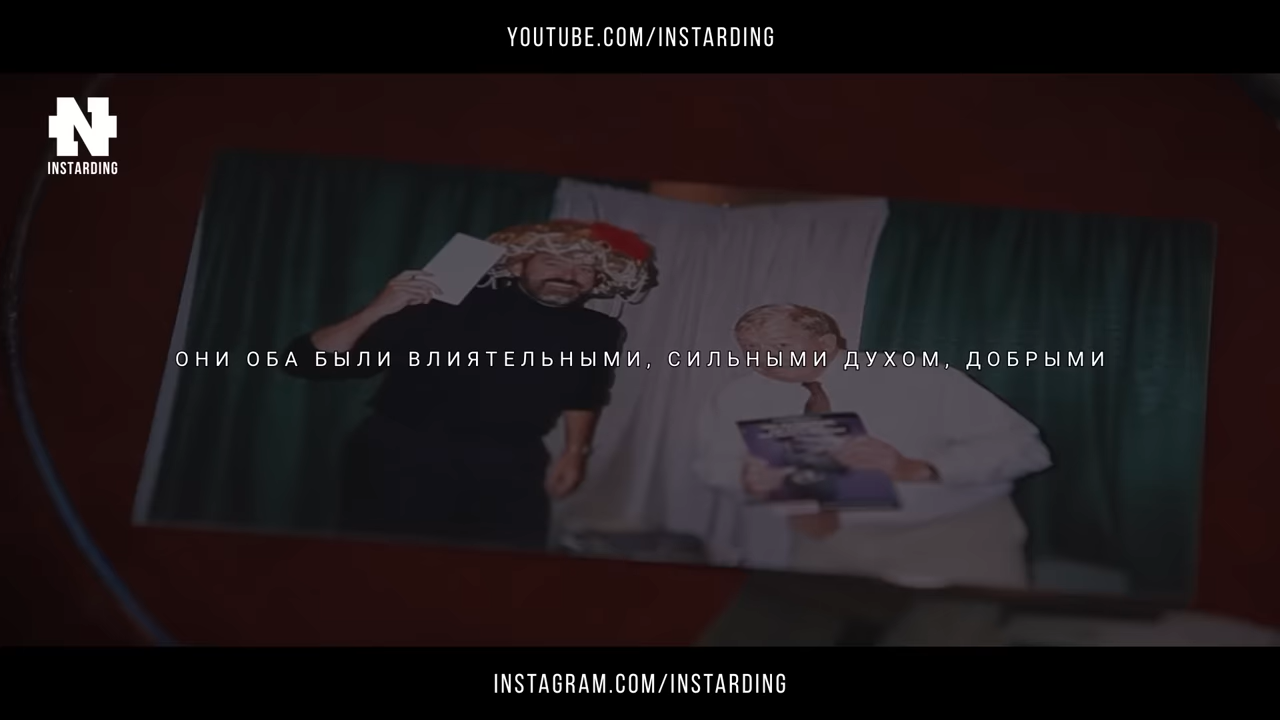 YOUTUBE.COM/INSTARDING
N
INSTARDING
ОНИ ОБА БЫЛИ ВЛИЯТЕЛЬНЫМИ, СИЛЬНЫМИ ДУХОМ, ДОБРЫМИ
INSTAGRAM.COM/INSTARDING